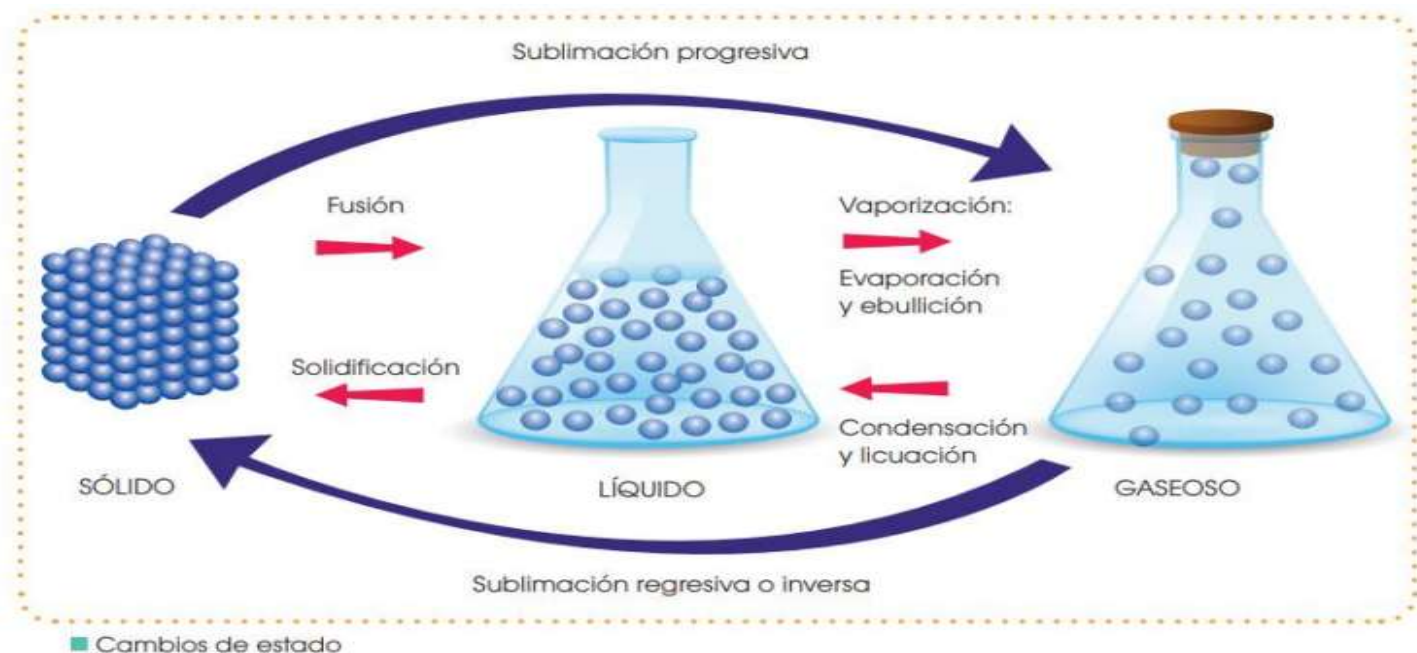 Sublimación progresiva
Fusión
Vaporización:
Evaporación
y ebullición
Solidificación
Condensación
y licuación
SÓLIDO
LÍQUIDO
GASEOSO
Sublimación regresiva o inversa
Cambios de estado